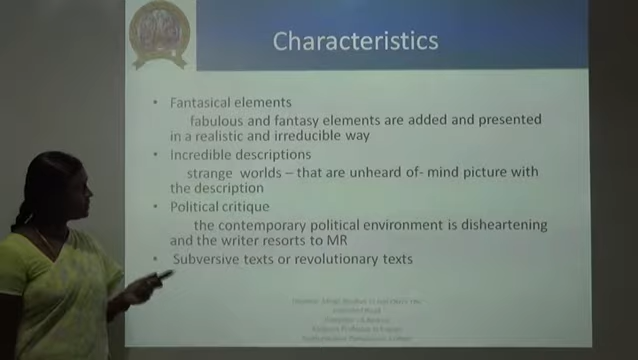 Characteristics
• Fantasical elements
fabulous and fantasy elements are added and presented
in a realistic and irreducible way
• Incredible descriptions
strange worlds – that are unheard of- mind picture with
the description
• Political critique
the contemporary political environment is disheartening
and the writer resorts to MR
• Subversive texts or revolutionary texts